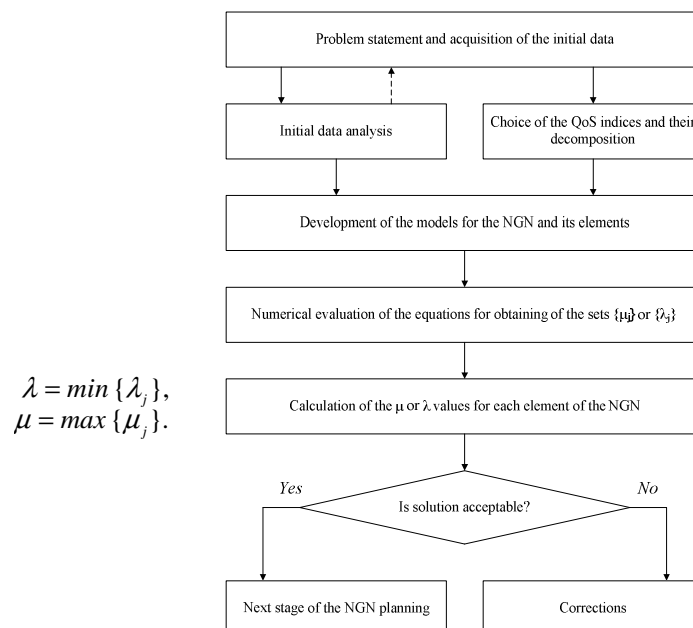 Problem statement and acquisition of the initial data
Initial data analysis
Choice of the QoS indices and their
decomposition
Development of the models for the NGN and its elements
Numerical evaluation of the equations for obtaining of the sets {μj} or {λj}
λ = min {λj},
μ = max {μj}.
Calculation of the μ or λ values for each element of the NGN
Yes
No
Is solution acceptable?
Next stage of the NGN planning
Corrections